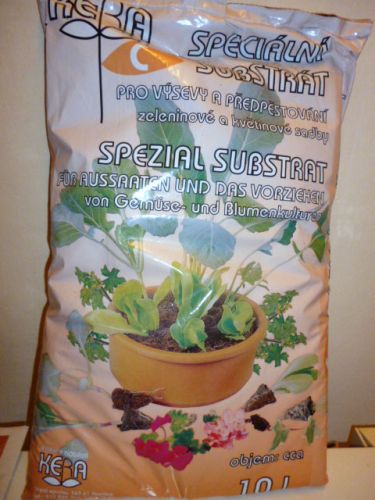 KERA
SPECIÁLNÍ
SUBSTRÁT
PRO VÝSEVY A PŘEDPĚSTOVÁNÍ
zeleninové a květinové sadby
SPEZIAL SUBSTRAT
FÜR AUSSAATEN UND DAS VORZIEHEN
von Gemüse- und Blumenkulturen
KERA
objem: cca
10 l